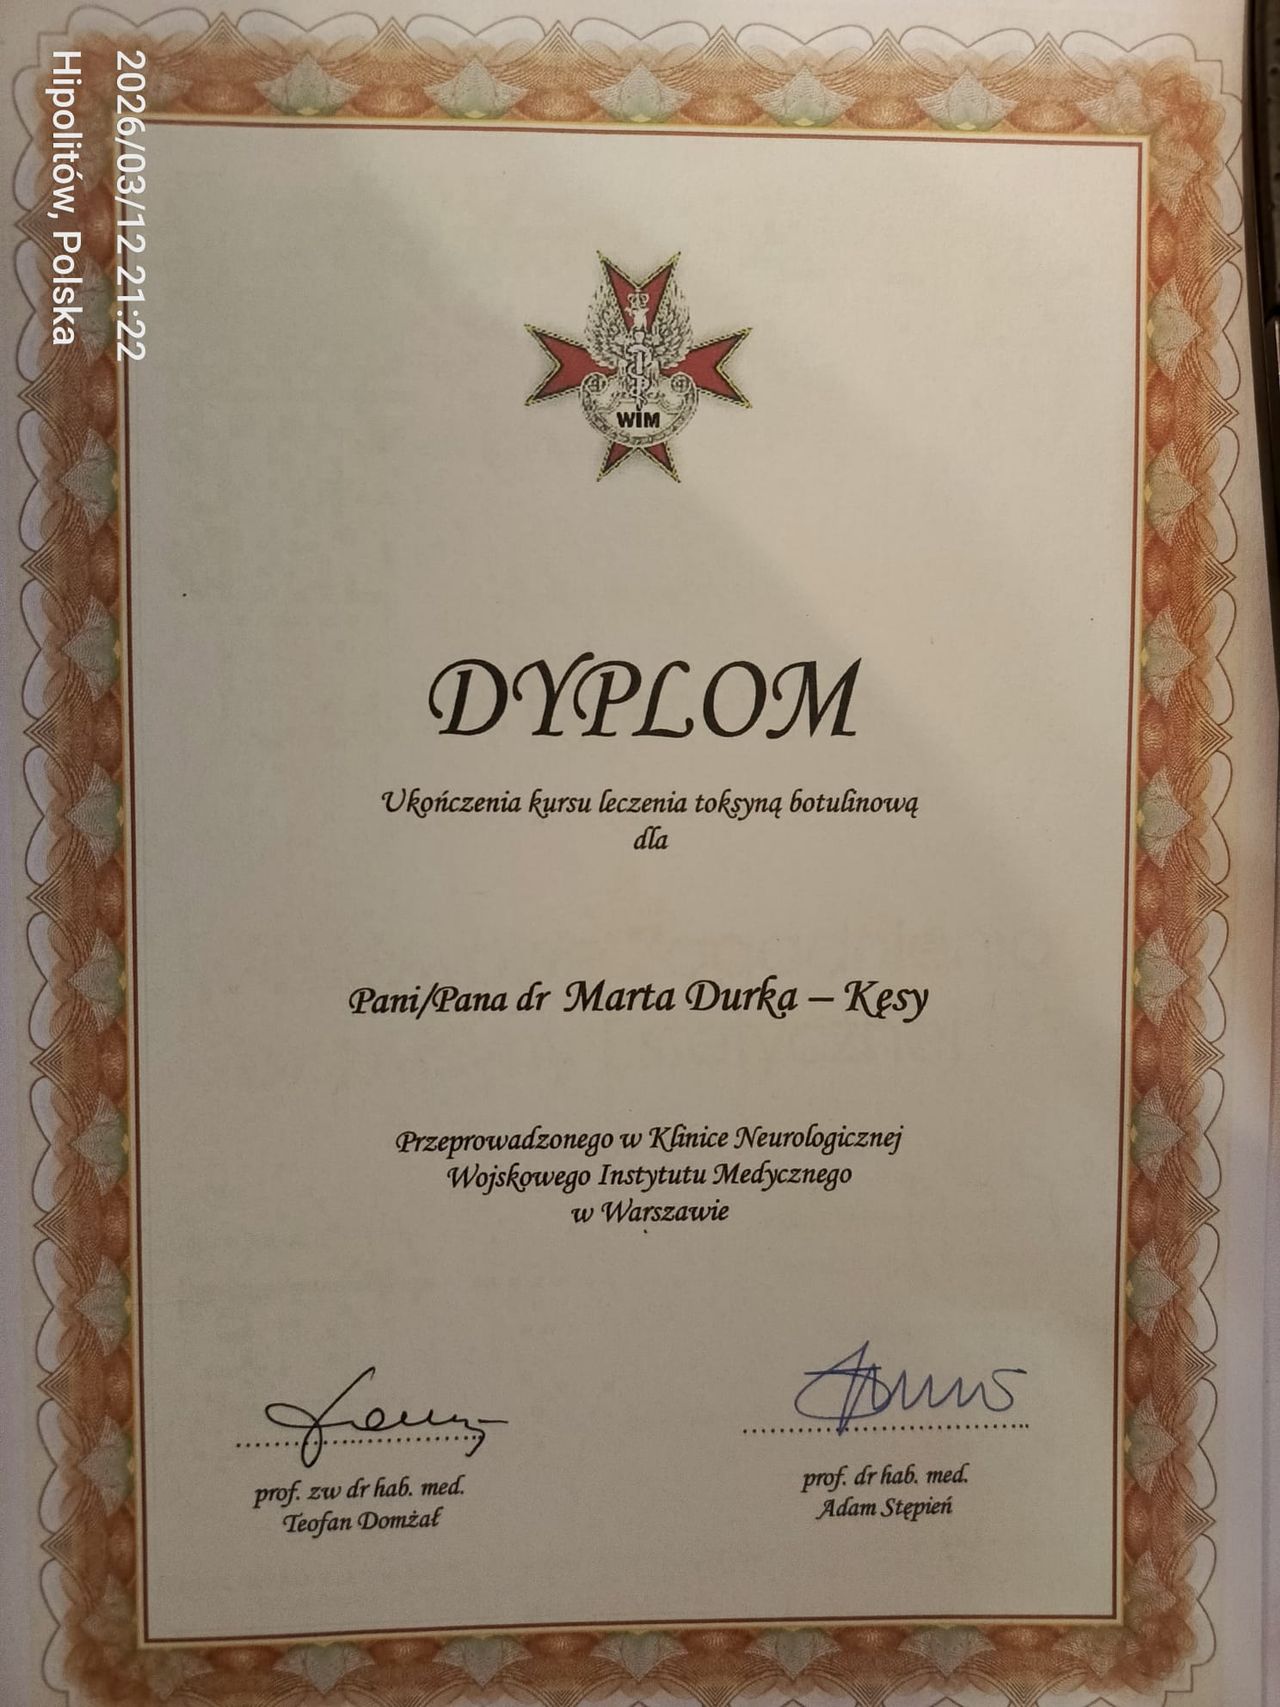 2026/03/12 21:22
Hipolitów, Polska
WIM
DYPLOM
Ukończenia kursu leczenia toksyną botulinową
dla
Pani/Pana dr Marta Durka – Kęsy
Przeprowadzonego w Klinice Neurologicznej
Wojskowego Instytutu Medycznego
w Warszawie
prof. zw dr hab. med.
Teofan Domżał
prof. dr hab. med.
Adam Stępień